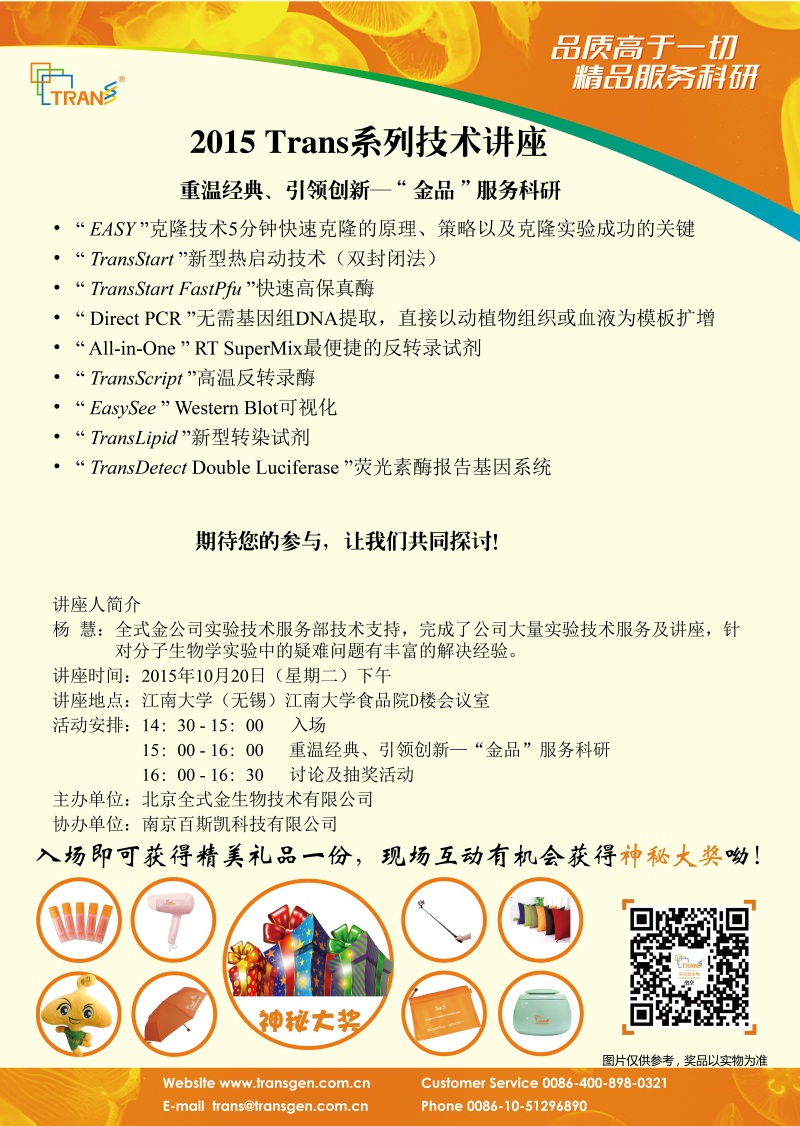 品质高于一切
精品服务科研
TRANS®
2015 Trans系列技术讲座
重温经典、引领创新—“金品”服务科研
• “ EASY ”克隆技术5分钟快速克隆的原理、策略以及克隆实验成功的关键
• “ TransStart ”新型热启动技术（双封闭法）
• “ TransStart FastPfu ”快速高保真酶
• “ Direct PCR ”无需基因组DNA提取，直接以动植物组织或血液为模板扩增
• “ All-in-One ” RT SuperMix最便捷的反转录试剂
• “ TransScript ”高温反转录酶
• “ EasySee ” Western Blot可视化
• “ TransLipid ”新型转染试剂
• “ TransDetect Double Luciferase ”荧光素酶报告基因系统
期待您的参与，让我们共同探讨!
讲座人简介
杨 慧：全式金公司实验技术服务部技术支持，完成了公司大量实验技术服务及讲座，针
对分子生物学实验中的疑难问题有丰富的解决经验。
讲座时间：2015年10月20日（星期二）下午
讲座地点：江南大学（无锡）江南大学食品院D楼会议室
活动安排：14：30 - 15：00 入场
15：00 - 16：00 重温经典、引领创新—“金品”服务科研
16：00 - 16：30 讨论及抽奖活动
主办单位：北京全式金生物技术有限公司
协办单位：南京百斯凯科技有限公司
入场即可获得精美礼品一份，现场互动有机会获得神秘大奖呦！
神秘大奖
TRANS
图片仅供参考，奖品以实物为准
Website www.transgen.com.cn Customer Service 0086-400-898-0321
E-mail trans@transgen.com.cn Phone 0086-10-51296890